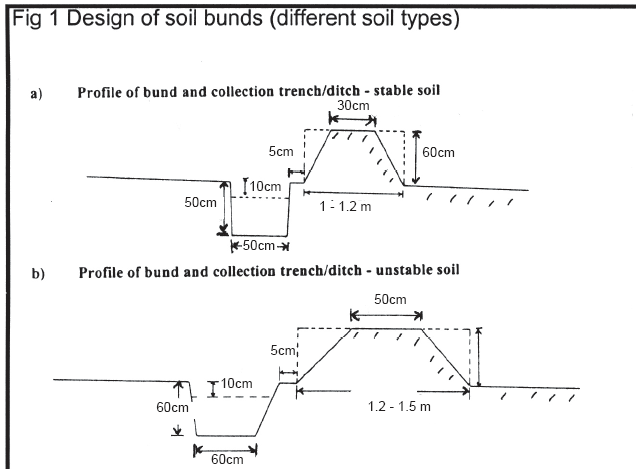 Fig 1 Design of soil bunds (different soil types)
a) Profile of bund and collection trench/ditch - stable soil
30cm
5cm
60cm
10cm
50cm
1 - 1.2 m
50cm
b) Profile of bund and collection trench/ditch - unstable soil
50cm
5cm
10cm
60cm
1.2 - 1.5 m
60cm